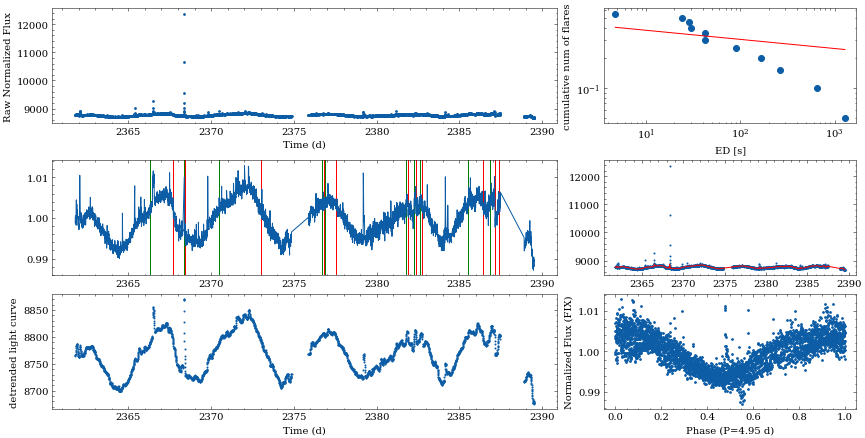 Raw Normalized Flux
12000
11000
10000
9000
2365 2370 2375 2380 2385 2390
Time (d)
cumulative num of flares
10⁻¹
10¹ 10² 10³
ED [s]
1.01
1.00
0.99
2365 2370 2375 2380 2385 2390
12000
11000
10000
9000
2365 2370 2375 2380 2385 2390
detrended light curve
8850
8800
8750
8700
2365 2370 2375 2380 2385 2390
Time (d)
Normalized Flux (FIX)
1.01
1.00
0.99
0.0 0.2 0.4 0.6 0.8 1.0
Phase (P=4.95 d)